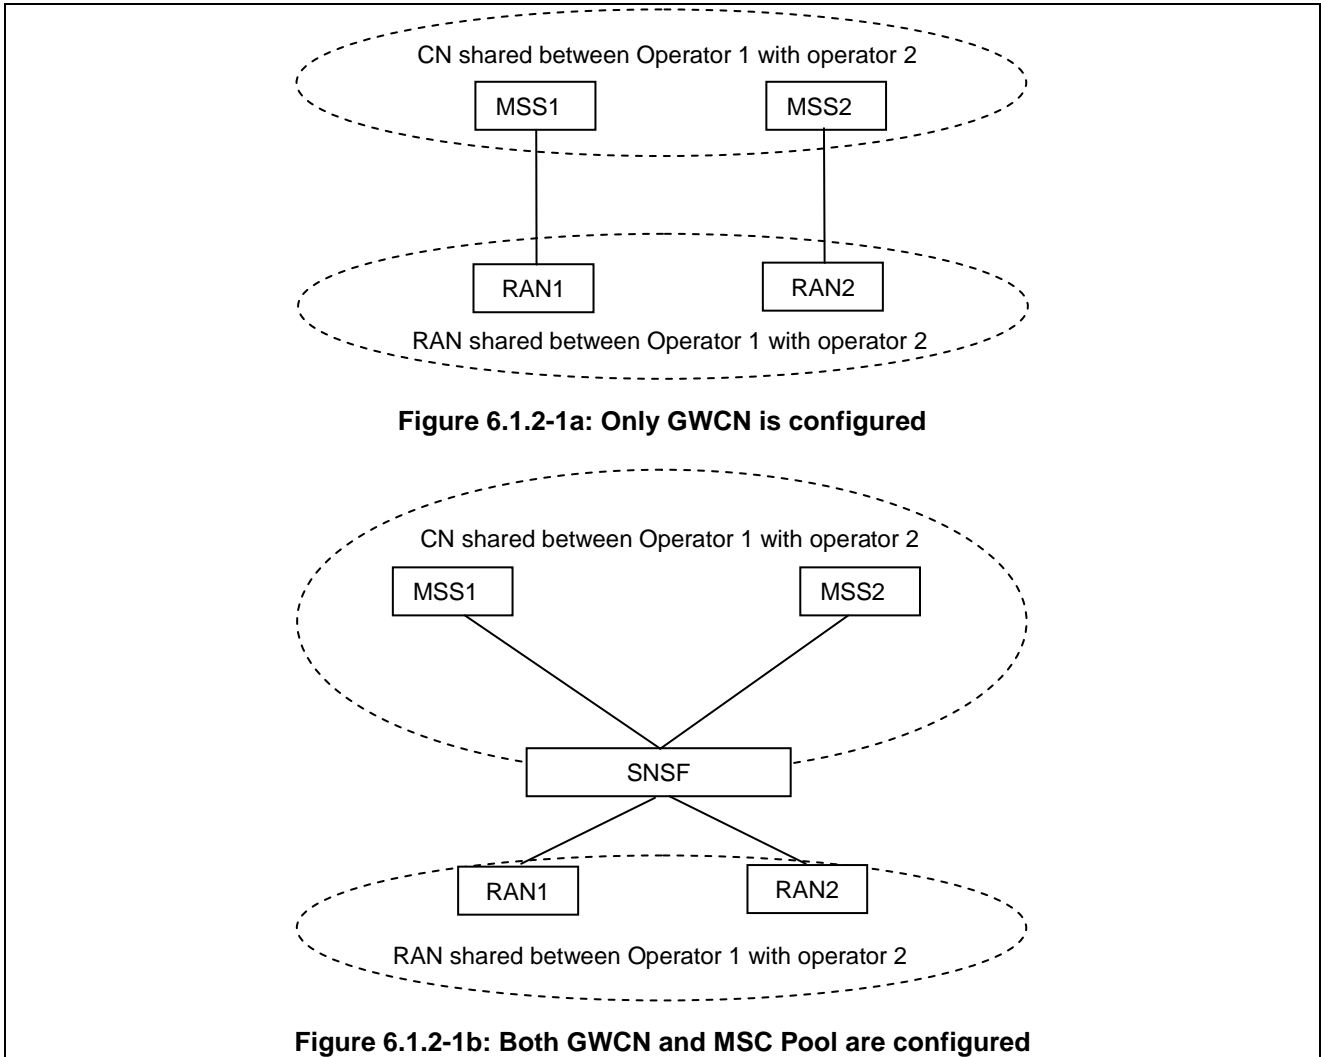 CN shared between Operator 1 with operator 2
MSS1
MSS2
RAN1
RAN2
RAN shared between Operator 1 with operator 2
Figure 6.1.2-1a: Only GWCN is configured
CN shared between Operator 1 with operator 2
MSS1
MSS2
SNSF
RAN1
RAN2
RAN shared between Operator 1 with operator 2
Figure 6.1.2-1b: Both GWCN and MSC Pool are configured